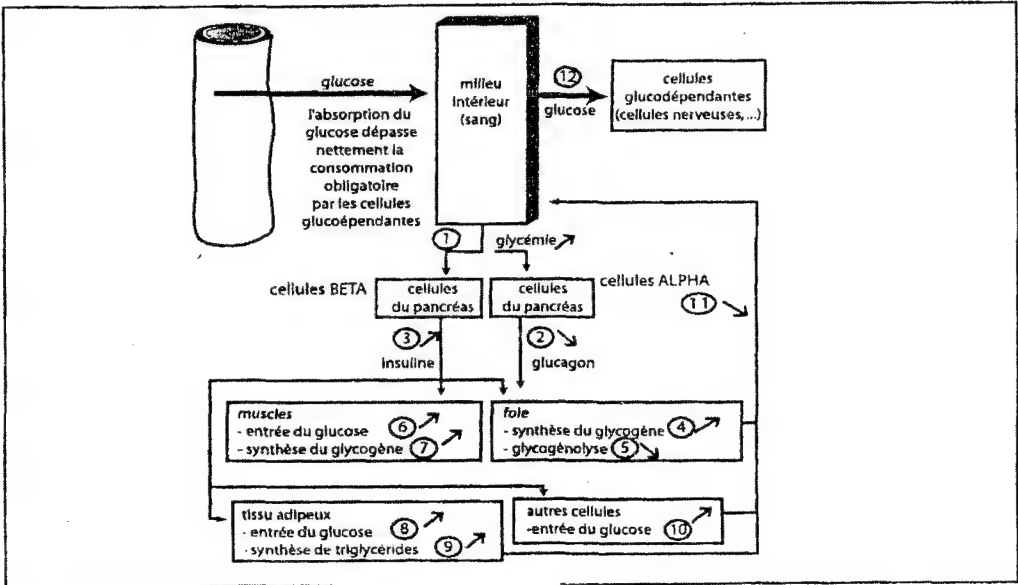 glucose
l'absorption du
glucose dépasse
nettement la
consommation
obligatoire
par les cellules
glucoépendantes
milieu
intérieur
(sang)
12
glucose
cellules
glucodépendantes
(cellules nerveuses, ...)
1
glycémie
cellules BETA
cellules
du pancréas
cellules
du pancréas
cellules ALPHA
11
3
insuline
2
glucagon
muscles
- entrée du glucose 6
- synthèse du glycogène 7
foie
- synthèse du glycogène 4
- glycogènolyse 5
tissu adipeux
· entrée du glucose 8
· synthèse de triglycérides 9
autres cellules
-entrée du glucose 10